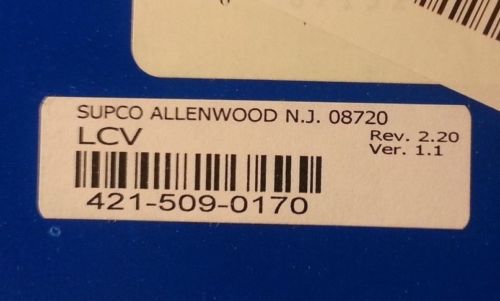 SUPCO ALLENWOOD N.J. 08720
LCV
Rev. 2.20
Ver. 1.1
421-509-0170